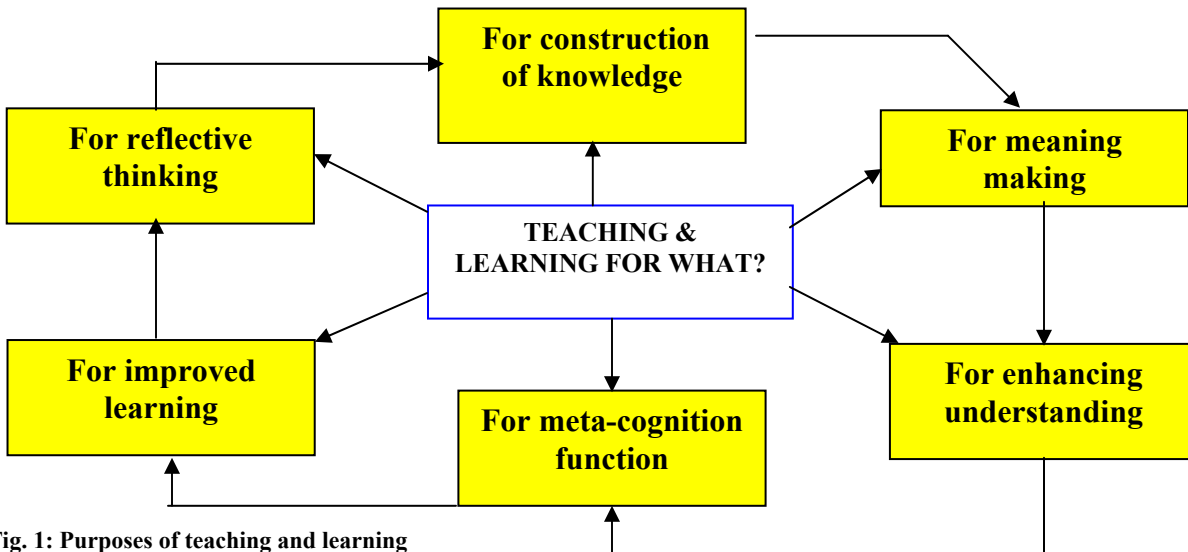 For construction
of knowledge
For reflective
thinking
For meaning
making
TEACHING &
LEARNING FOR WHAT?
For improved
learning
For enhancing
understanding
For meta-cognition
function
ig. 1: Purposes of teaching and learning